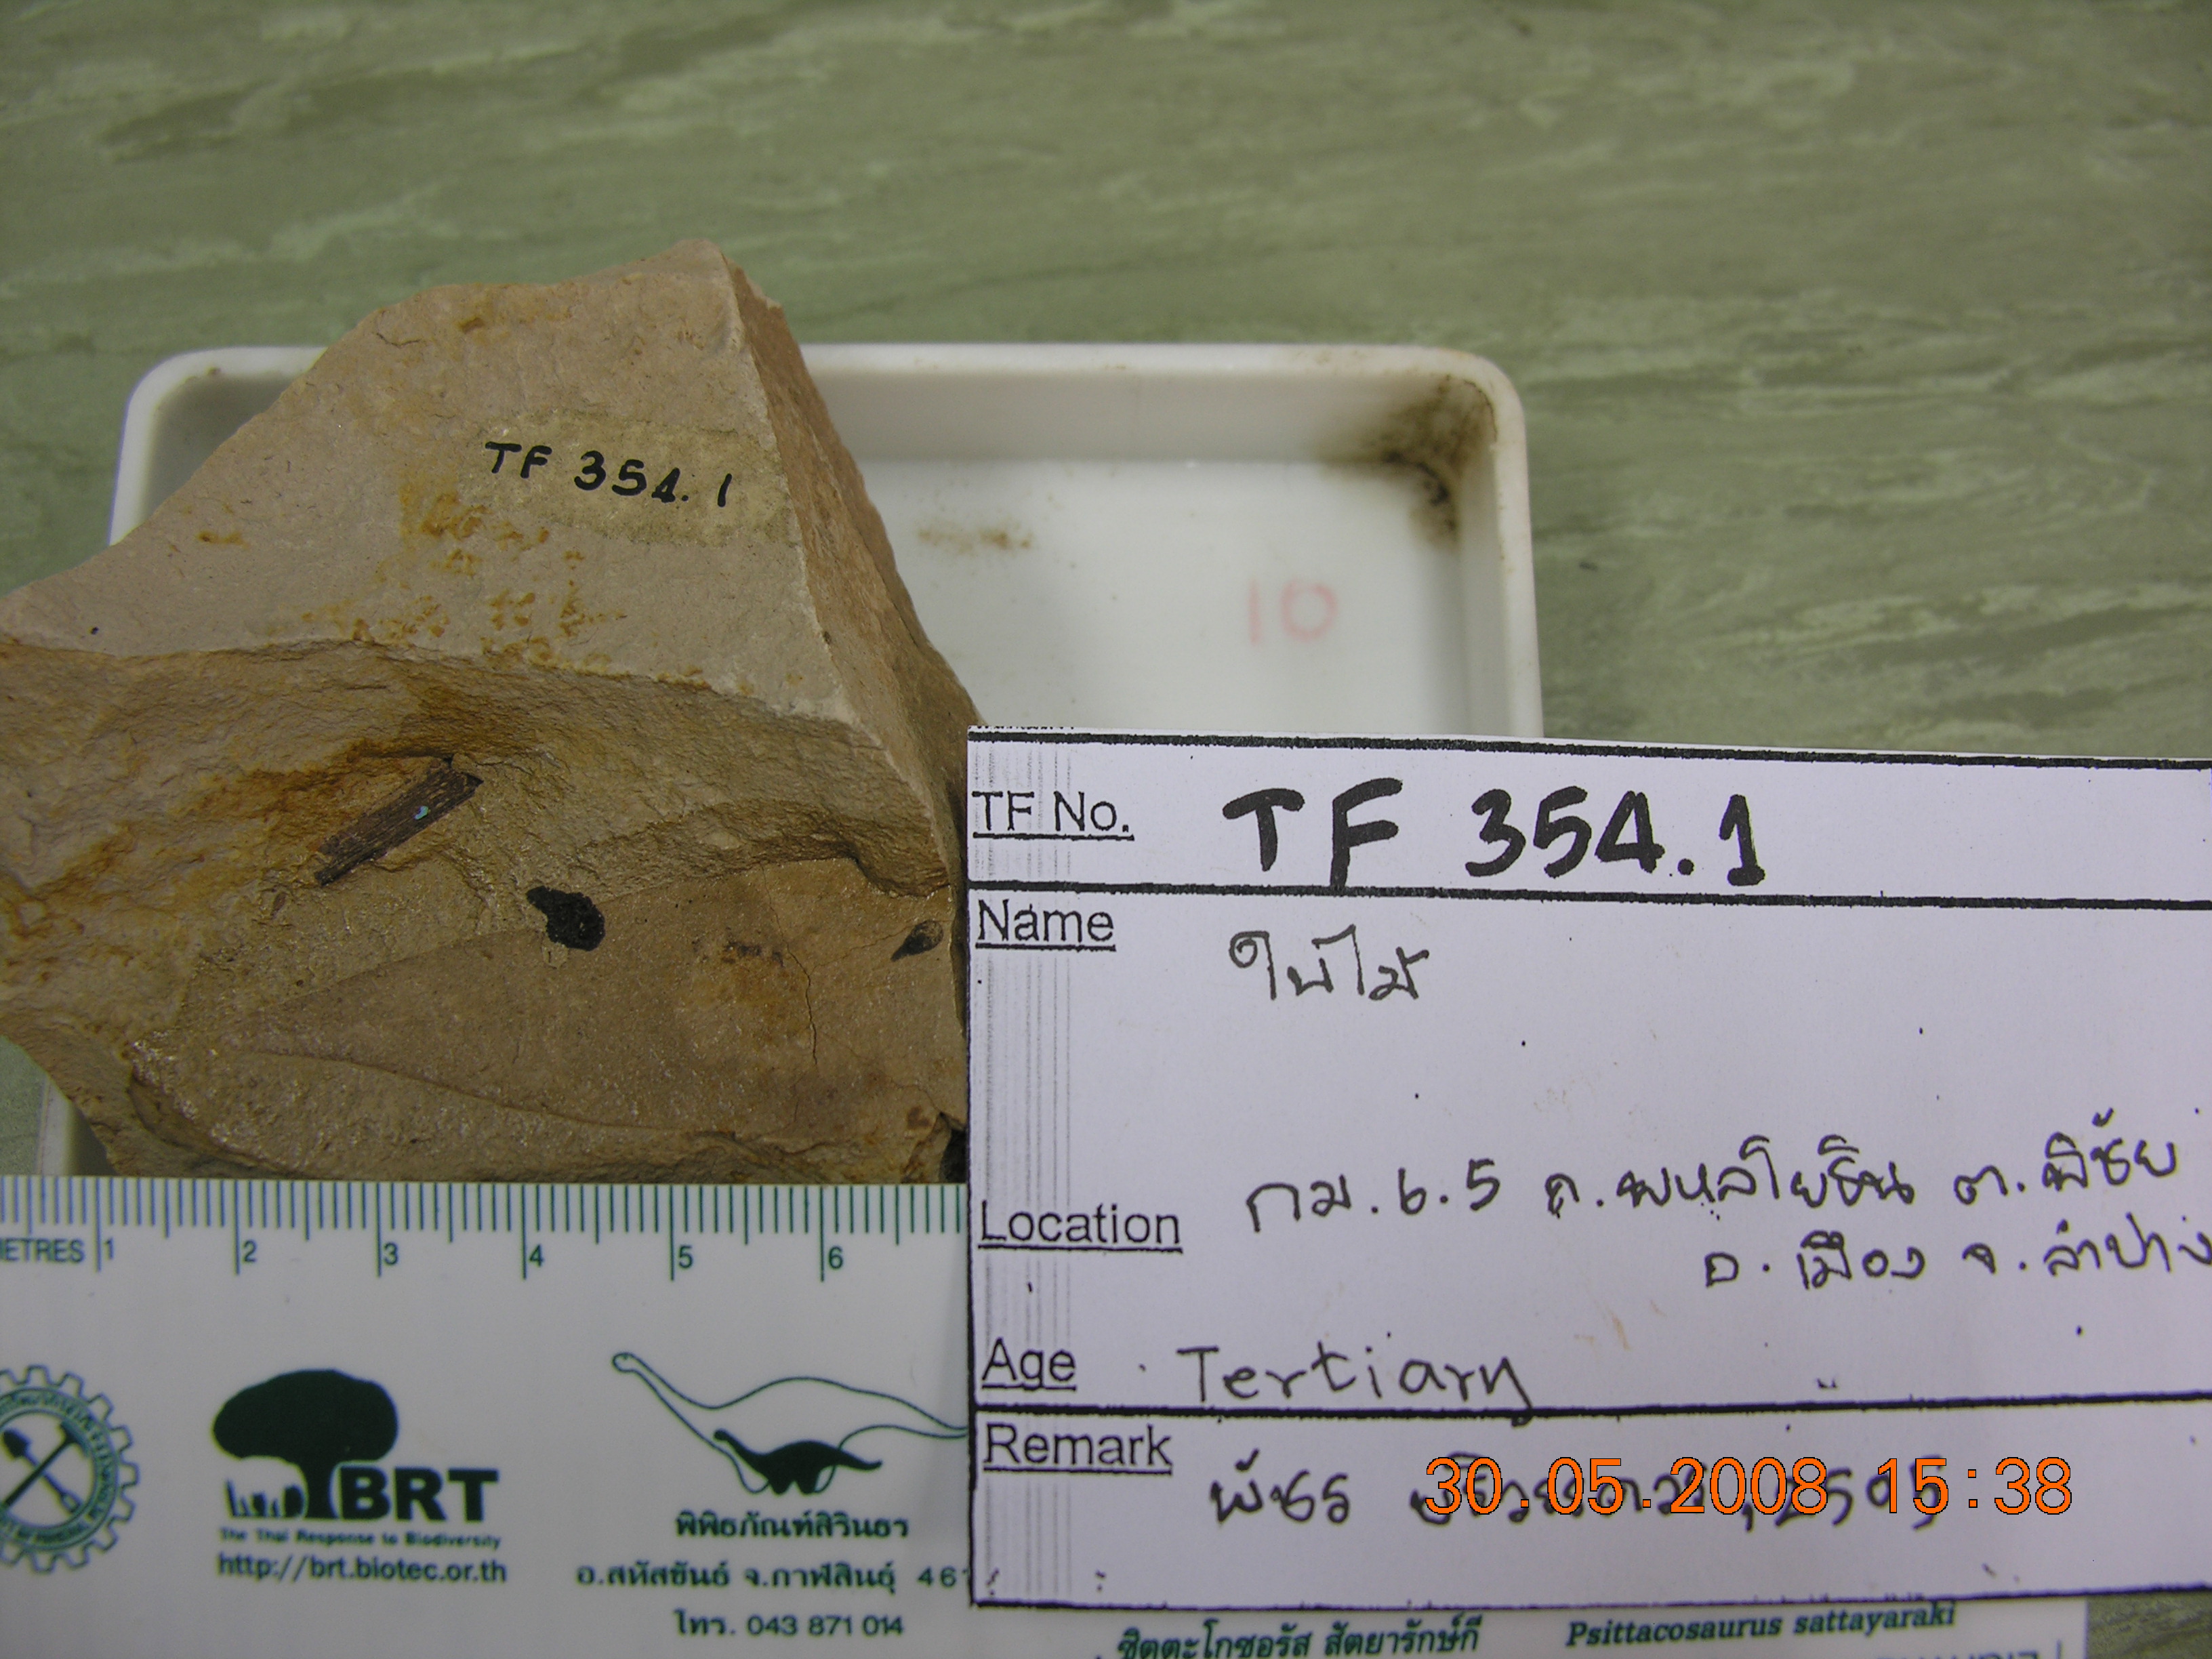 TF 354.1
10
TF No. TF 354.1
Name ใบไม้
Location กม. 6.5 ถ.พหลโยธิน ต.พิชัย
อ.เมือง จ.ลำปาง
Age Tertiary
Remark พัชร
30.05.2008 15:38
1 2 3 4 5 6
BRT
The Thai Response to Biodiversity
http://brt.biotec.or.th
พิพิธภัณฑ์สิรินธร
อ.สหัสขันธ์ จ.กาฬสินธุ์ 46
โทร. 043 871 014
ซิตตะโกซอรัส สัตยารักษ์กี
Psittacosaurus sattayaraki